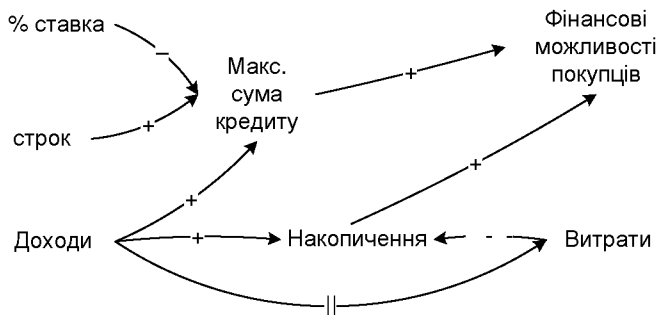 % ставка
–
Макс.
сума
кредиту
+
Фінансові
можливості
покупців
+
строк
+
+
Доходи
+
Накопичення
-
Витрати
||